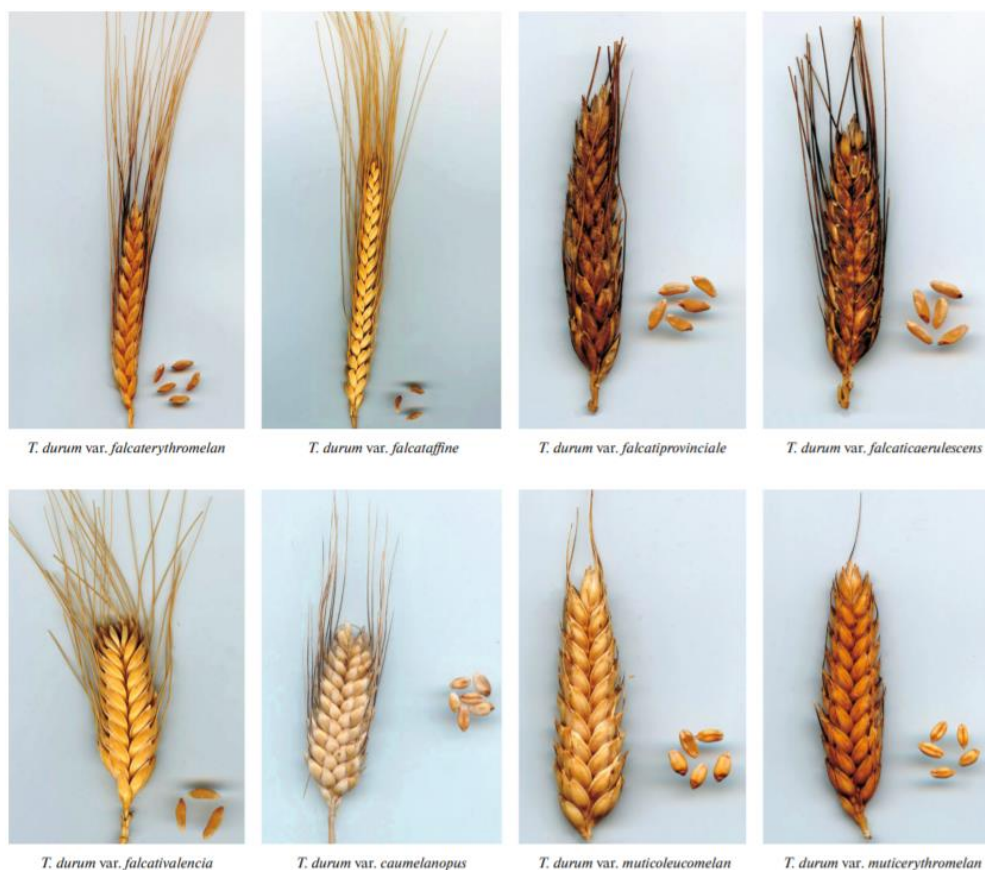 T. durum var. falcaterythromelan
T. durum var. falcataffine
T. durum var. falcatiprovinciale
T. durum var. falcaticaerulescens
T. durum var. falcativalencia
T. durum var. caumelanopus
T. durum var. muticoleucomelan
T. durum var. muticerythromelan